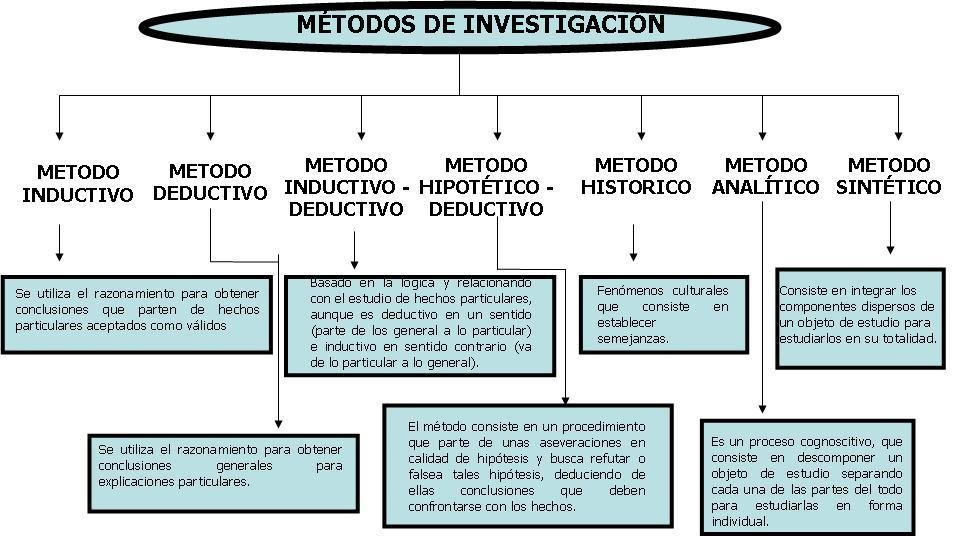 MÉTODOS DE INVESTIGACIÓN
METODO
INDUCTIVO
METODO
DEDUCTIVO
METODO
INDUCTIVO -
DEDUCTIVO
METODO
HIPOTÉTICO -
DEDUCTIVO
METODO
HISTORICO
METODO
ANALÍTICO
METODO
SINTÉTICO
Se utiliza el razonamiento para obtener
conclusiones que parten de hechos
particulares aceptados como válidos
Basado en la lógica y relacionando
con el estudio de hechos particulares,
aunque es deductivo en un sentido
(parte de los general a lo particular)
e inductivo en sentido contrario (va
de lo particular a lo general).
Fenómenos culturales
que consiste en
establecer
semejanzas.
Consiste en integrar los
componentes dispersos de
un objeto de estudio para
estudiarlos en su totalidad.
Se utiliza el razonamiento para obtener
conclusiones generales para
explicaciones particulares.
El método consiste en un procedimiento
que parte de unas aseveraciones en
calidad de hipótesis y busca refutar o
falsea tales hipótesis, deduciendo de
ellas conclusiones que deben
confrontarse con los hechos.
Es un proceso cognoscitivo, que
consiste en descomponer un
objeto de estudio separando
cada una de las partes del todo
para estudiarlas en forma
individual.